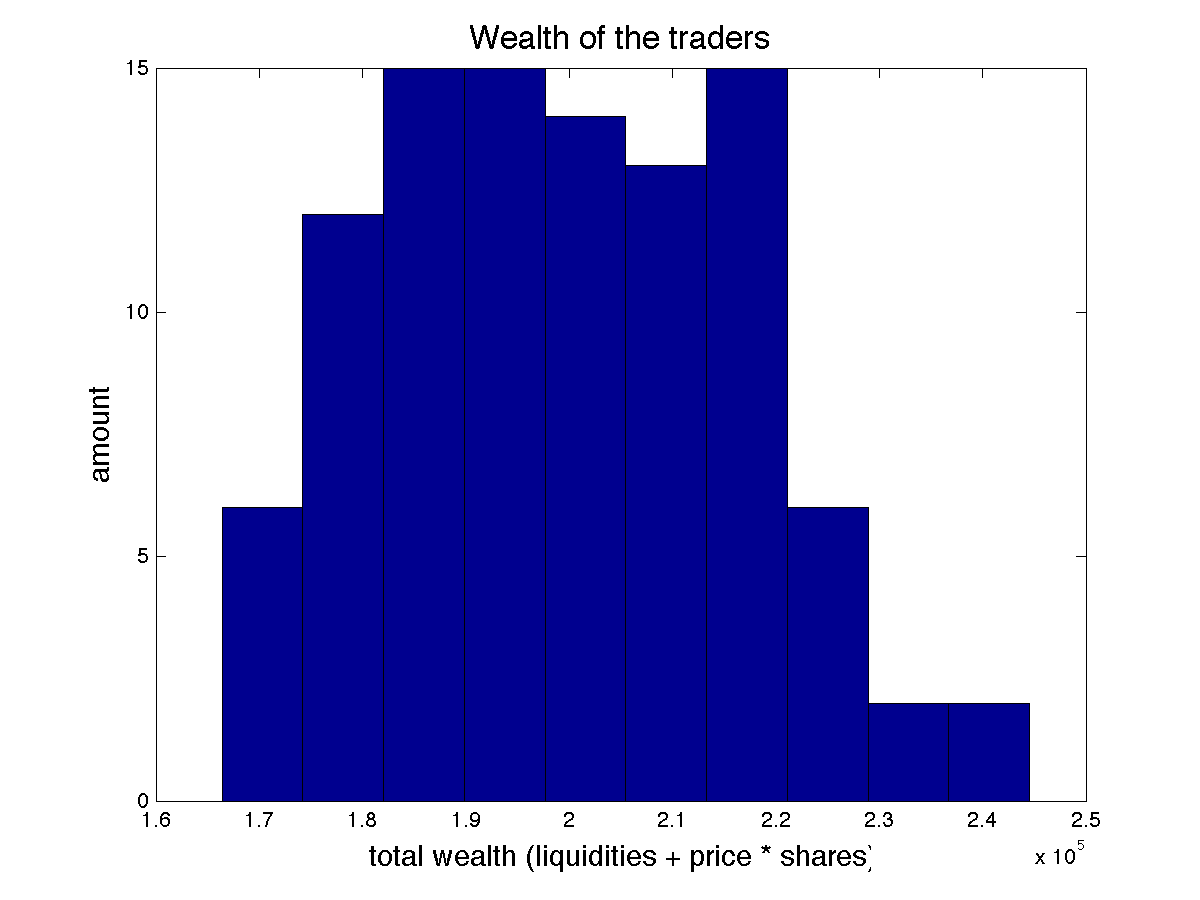 Wealth of the traders
15
10
5
0
amount
1.6 1.7 1.8 1.9 2 2.1 2.2 2.3 2.4 2.5
total wealth (liquidities + price * shares)
x 10^5